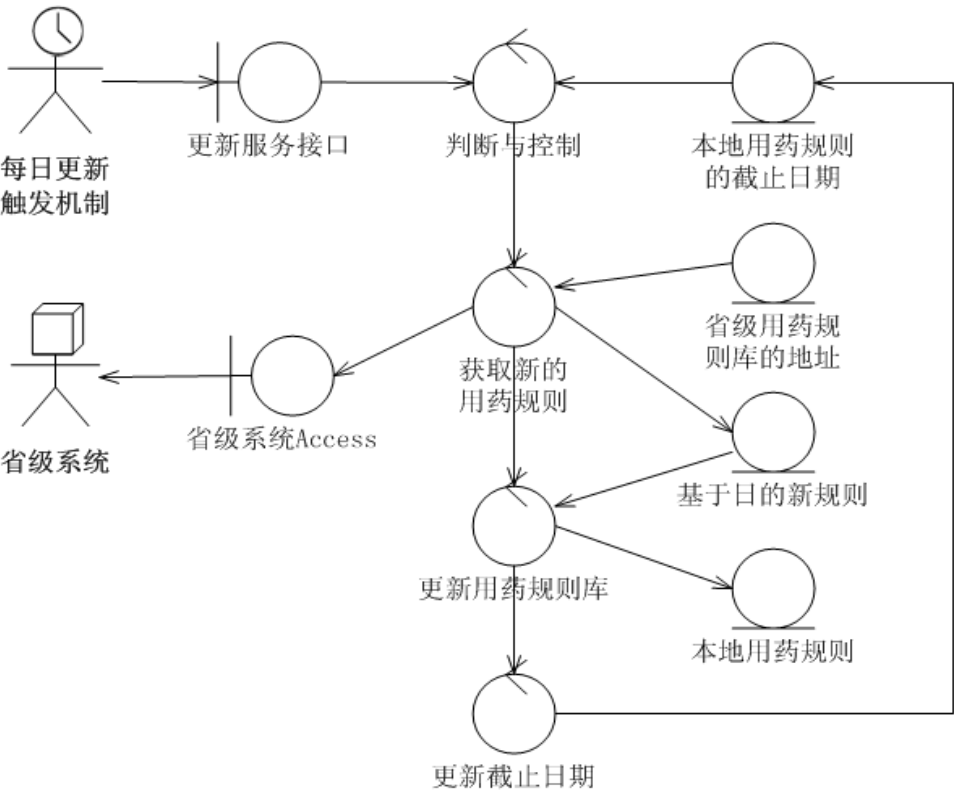 更新服务接口
判断与控制
本地用药规则
的截止日期
每日更新
触发机制
省级用药规
则库的地址
获取新的
用药规则
省级系统Access
省级系统
基于日的新规则
更新用药规则库
本地用药规则
更新截止日期